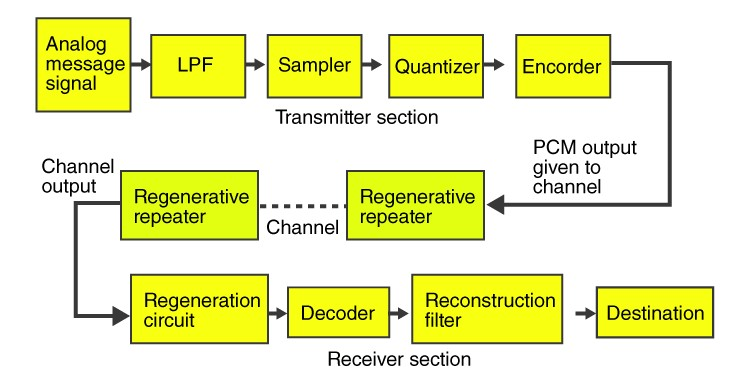 Analog
message
signal
LPF
Sampler
Quantizer
Encorder
Transmitter section
PCM output
given to
channel
Channel
output
Regenerative
repeater
Channel
Regenerative
repeater
Regeneration
circuit
Decoder
Reconstruction
filter
Destination
Receiver section